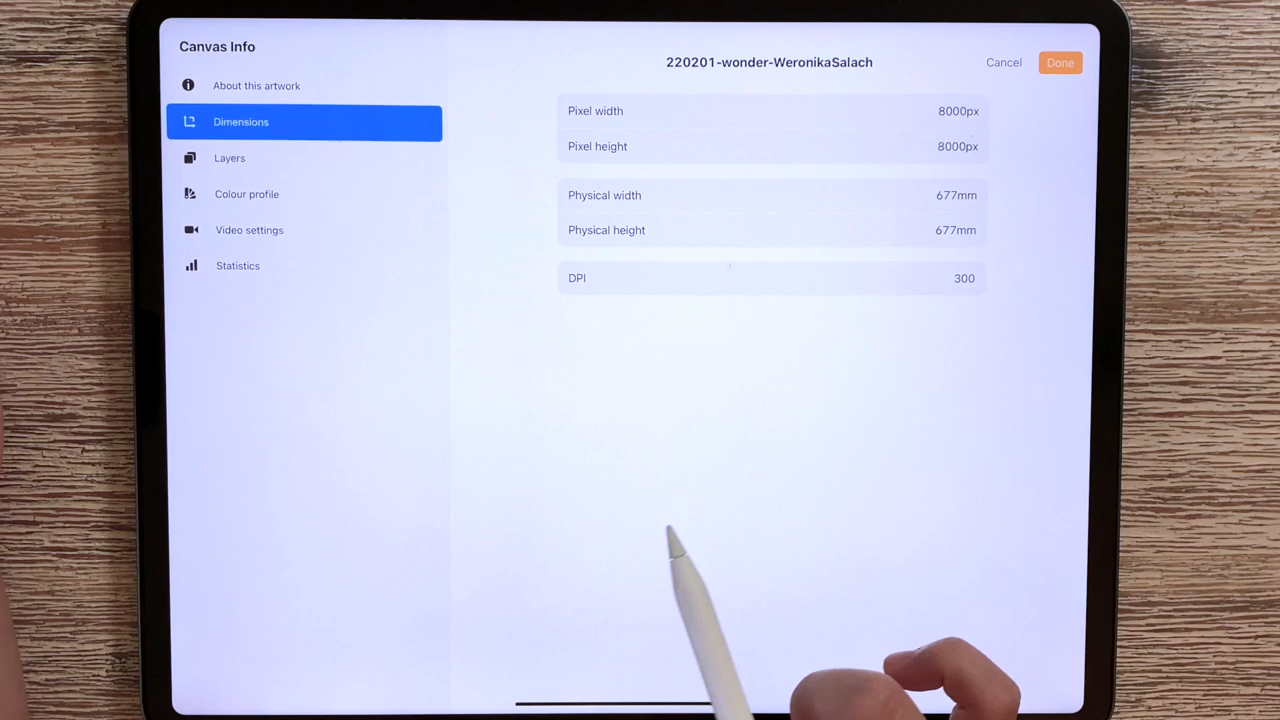 Canvas Info
About this artwork
Dimensions
Layers
Colour profile
Video settings
Statistics
220201-wonder-WeronikaSalach
Cancel
Done
Pixel width 8000px
Pixel height 8000px
Physical width 677mm
Physical height 677mm
DPI 300